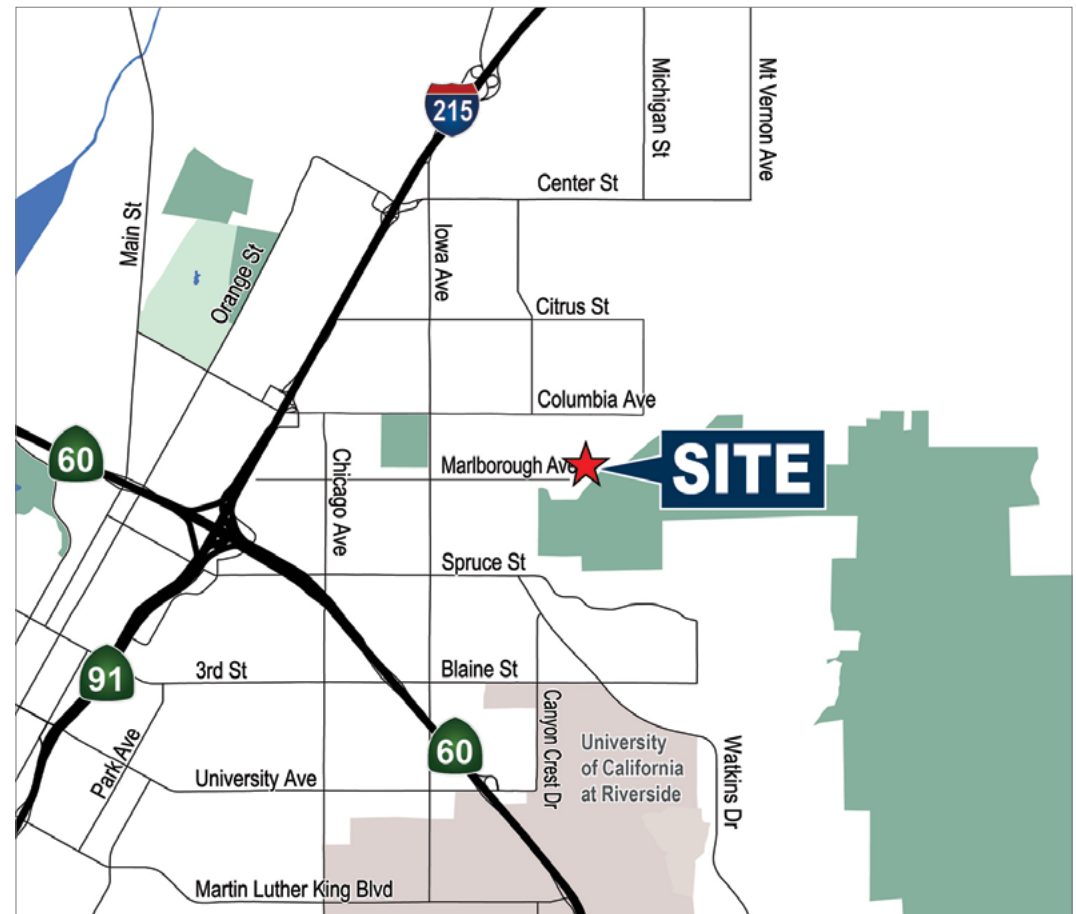 215
Michigan St
Mt Vernon Ave
Center St
Main St
Iowa Ave
Orange St
Citrus St
Columbia Ave
60
Chicago Ave
Marlborough Ave
SITE
Spruce St
91
3rd St
Blaine St
Canyon Crest Dr
60
University
of California
at Riverside
Watkins Dr
Park Ave
University Ave
Martin Luther King Blvd